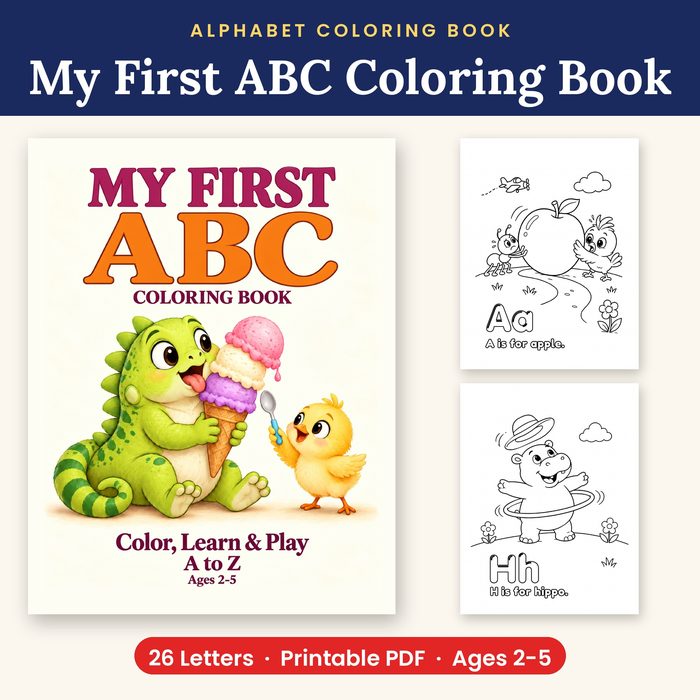 ALPHABET COLORING BOOK
My First ABC Coloring Book
MY FIRST
ABC
COLORING BOOK
Color, Learn & Play
A to Z
Ages 2-5
Aa
A is for apple.
Hh
H is for hippo.
26 Letters · Printable PDF · Ages 2-5